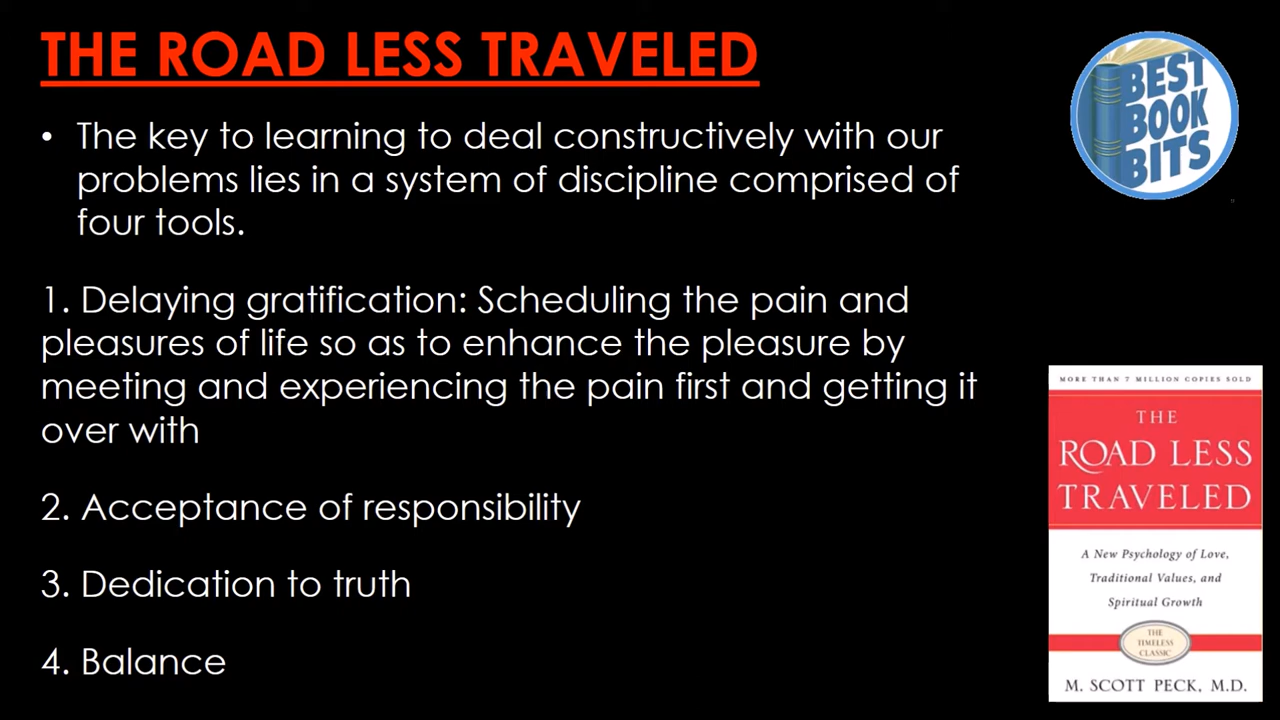 THE ROAD LESS TRAVELED
• The key to learning to deal constructively with our
problems lies in a system of discipline comprised of
four tools.
1. Delaying gratification: Scheduling the pain and
pleasures of life so as to enhance the pleasure by
meeting and experiencing the pain first and getting it
over with
2. Acceptance of responsibility
3. Dedication to truth
4. Balance
BEST
BOOK
BITS
MORE THAN 7 MILLION COPIES SOLD
THE
ROAD LESS
TRAVELED
A New Psychology of Love,
Traditional Values, and
Spiritual Growth
THE
TIMELESS
CLASSIC
M. SCOTT PECK, M.D.